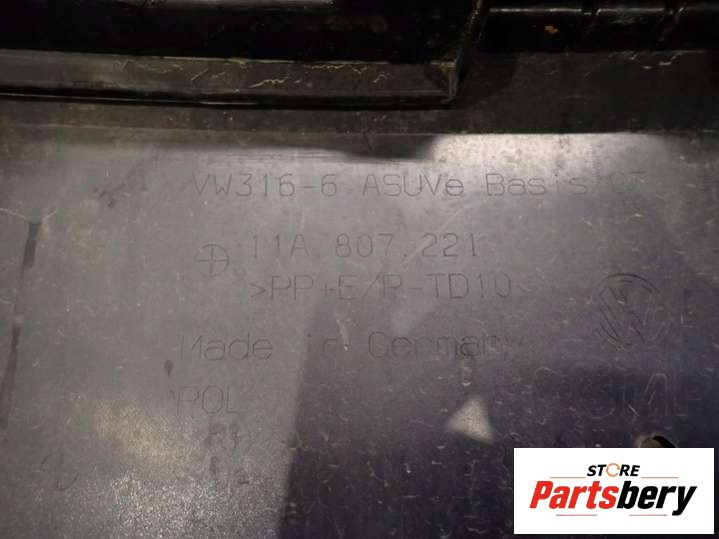 VW316-6 ASUVe Basis
11A.807.221
>PP+E/P-TD10
Made in Germany
POL
STORE
Partsbery